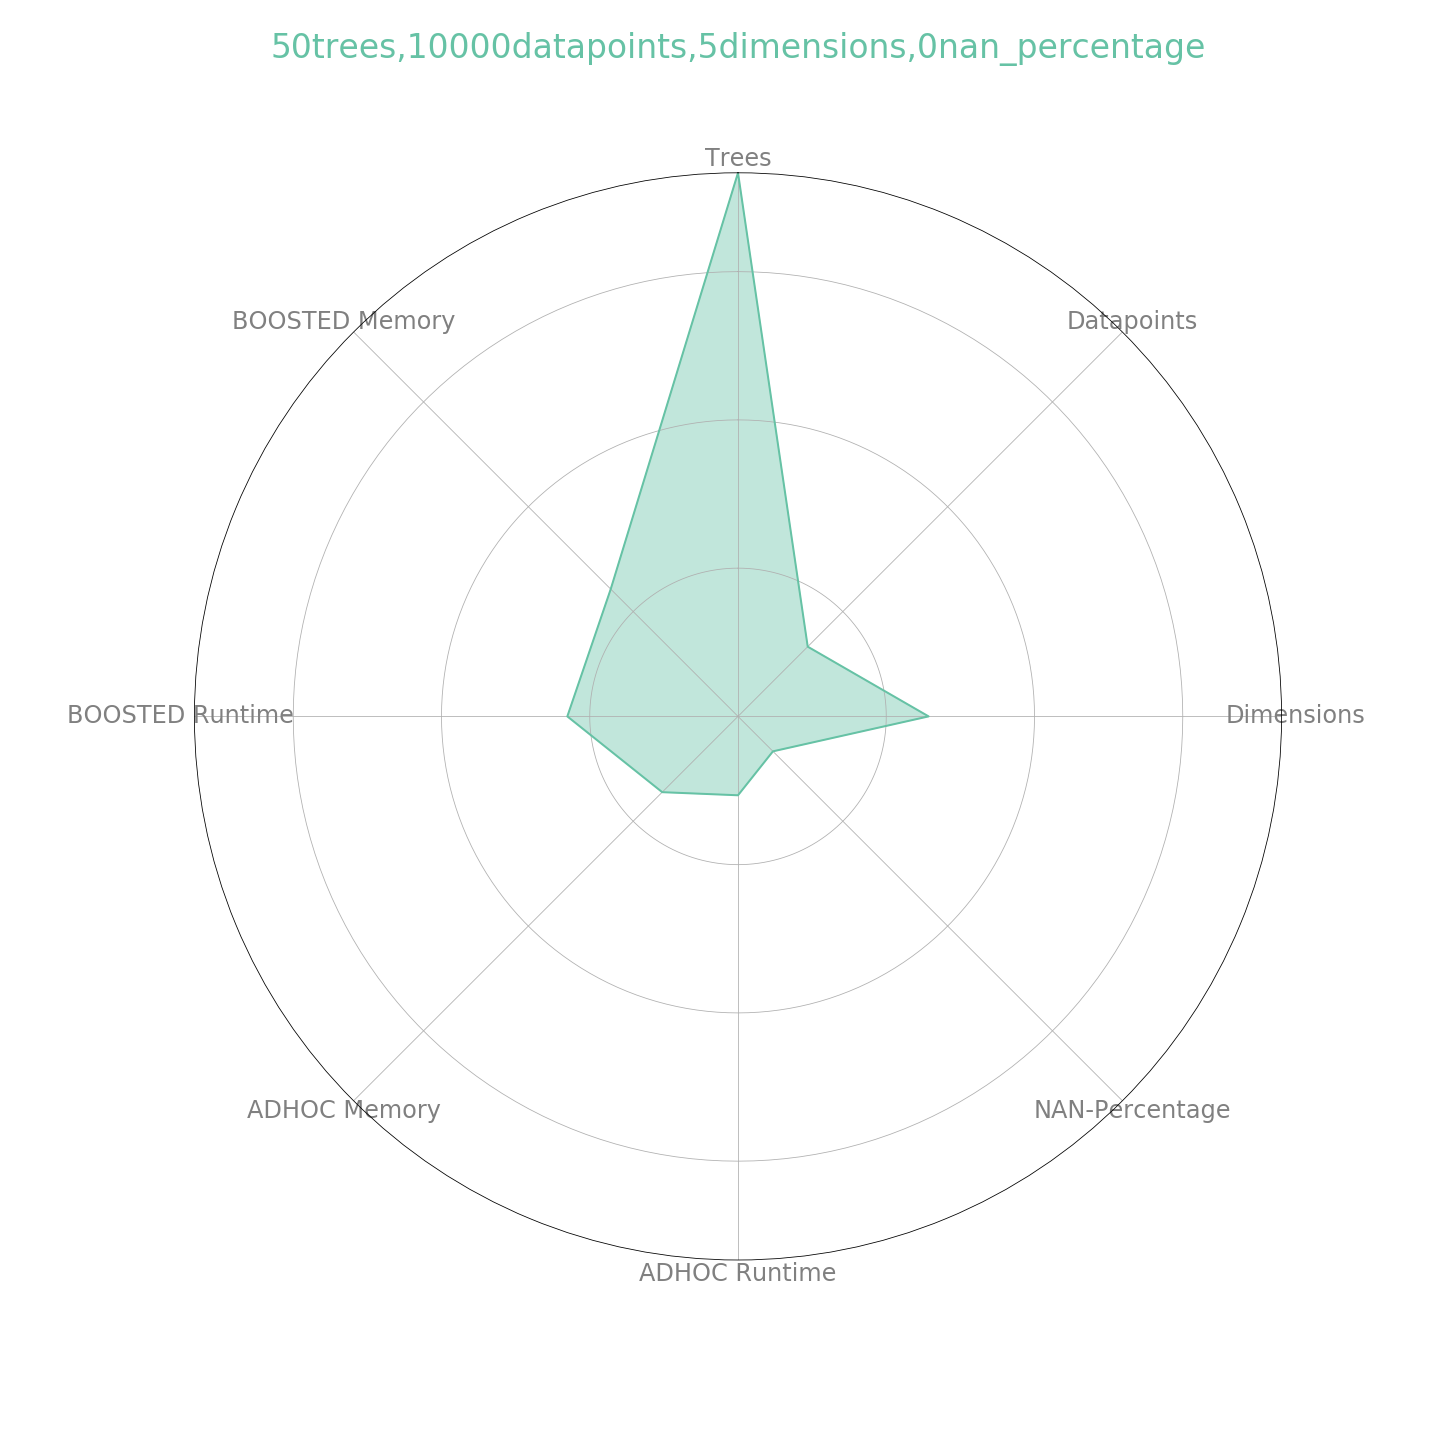 50trees,10000datapoints,5dimensions,0nan_percentage
Trees
BOOSTED Memory
Datapoints
BOOSTED Runtime
Dimensions
ADHOC Memory
NAN-Percentage
ADHOC Runtime